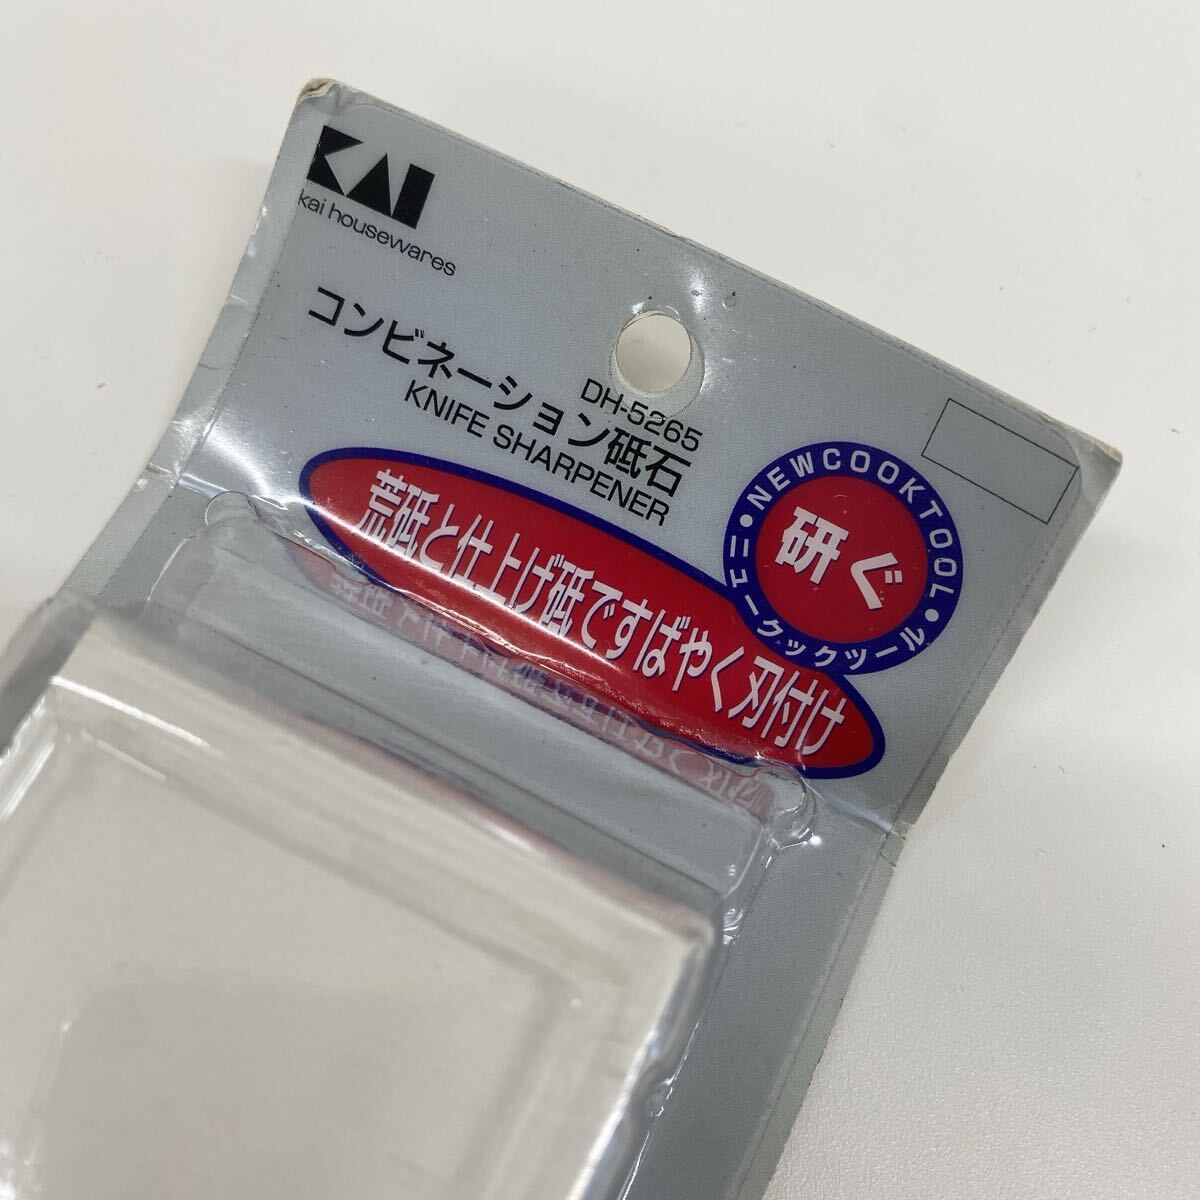 KAI
kai housewares
DH-5265
コンビネーション砥石
KNIFE SHARPENER
荒砥と仕上げ砥ですばやく刃付け
NEWCOOKTOOL
研ぐ
ニュークックツール